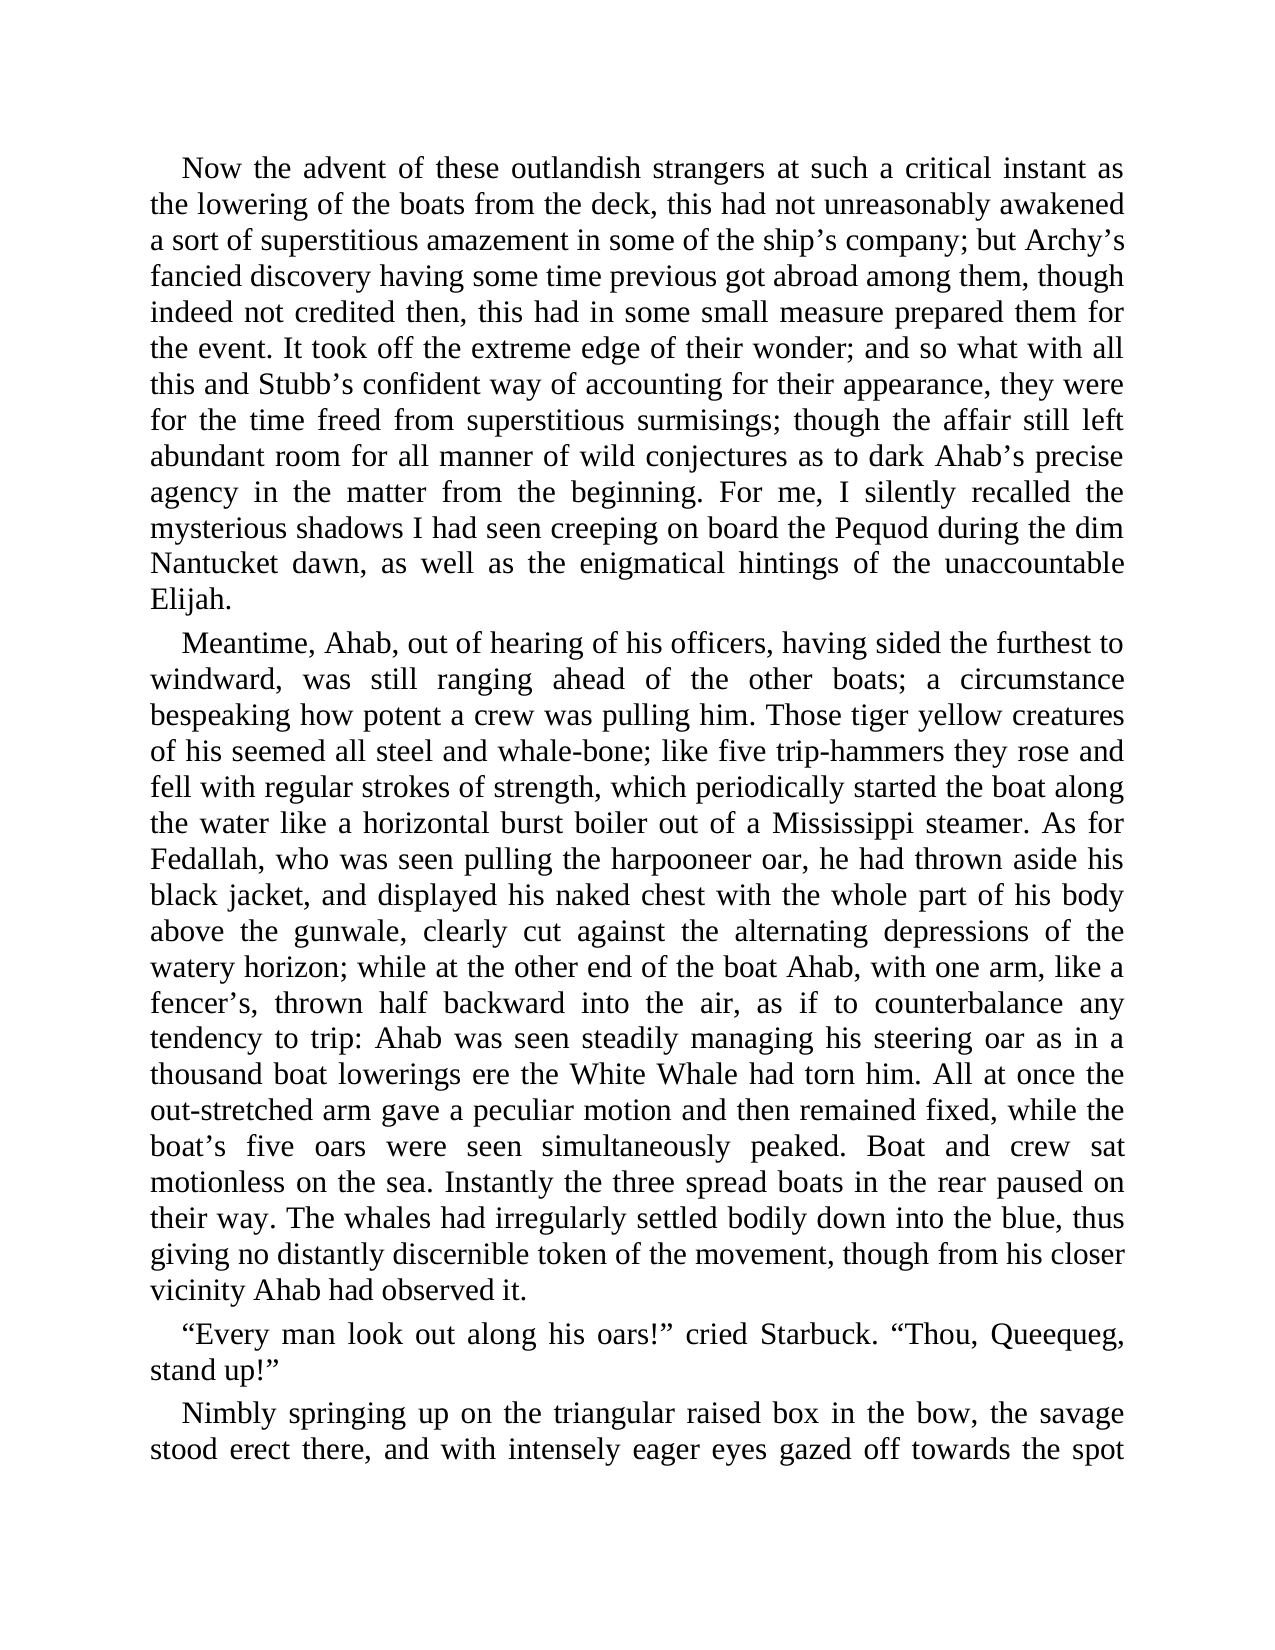 Now the advent of these outlandish strangers at such a critical instant as
the lowering of the boats from the deck, this had not unreasonably awakened
a sort of superstitious amazement in some of the ship’s company; but Archy’s
fancied discovery having some time previous got abroad among them, though
indeed not credited then, this had in some small measure prepared them for
the event. It took off the extreme edge of their wonder; and so what with all
this and Stubb’s confident way of accounting for their appearance, they were
for the time freed from superstitious surmisings; though the affair still left
abundant room for all manner of wild conjectures as to dark Ahab’s precise
agency in the matter from the beginning. For me, I silently recalled the
mysterious shadows I had seen creeping on board the Pequod during the dim
Nantucket dawn, as well as the enigmatical hintings of the unaccountable
Elijah.
Meantime, Ahab, out of hearing of his officers, having sided the furthest to
windward, was still ranging ahead of the other boats; a circumstance
bespeaking how potent a crew was pulling him. Those tiger yellow creatures
of his seemed all steel and whale-bone; like five trip-hammers they rose and
fell with regular strokes of strength, which periodically started the boat along
the water like a horizontal burst boiler out of a Mississippi steamer. As for
Fedallah, who was seen pulling the harpooneer oar, he had thrown aside his
black jacket, and displayed his naked chest with the whole part of his body
above the gunwale, clearly cut against the alternating depressions of the
watery horizon; while at the other end of the boat Ahab, with one arm, like a
fencer’s, thrown half backward into the air, as if to counterbalance any
tendency to trip: Ahab was seen steadily managing his steering oar as in a
thousand boat lowerings ere the White Whale had torn him. All at once the
out-stretched arm gave a peculiar motion and then remained fixed, while the
boat’s five oars were seen simultaneously peaked. Boat and crew sat
motionless on the sea. Instantly the three spread boats in the rear paused on
their way. The whales had irregularly settled bodily down into the blue, thus
giving no distantly discernible token of the movement, though from his closer
vicinity Ahab had observed it.
“Every man look out along his oars!” cried Starbuck. “Thou, Queequeg,
stand up!”
Nimbly springing up on the triangular raised box in the bow, the savage
stood erect there, and with intensely eager eyes gazed off towards the spot